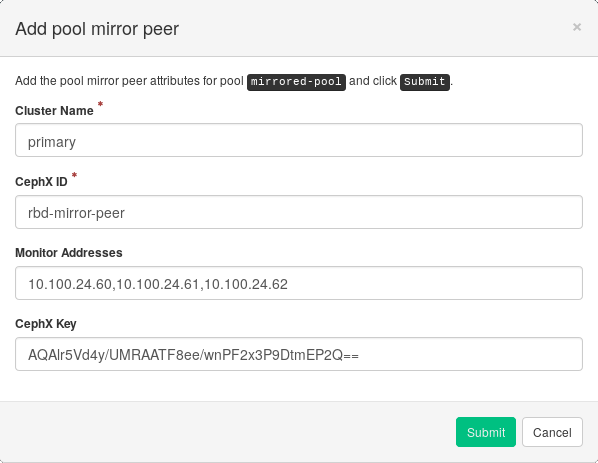 Add pool mirror peer ×
Add the pool mirror peer attributes for pool mirrored-pool and click Submit.
Cluster Name *
primary
CephX ID *
rbd-mirror-peer
Monitor Addresses
10.100.24.60,10.100.24.61,10.100.24.62
CephX Key
AQAlr5Vd4y/UMRAATF8ee/wnPF2x3P9DtmEP2Q==
Submit Cancel